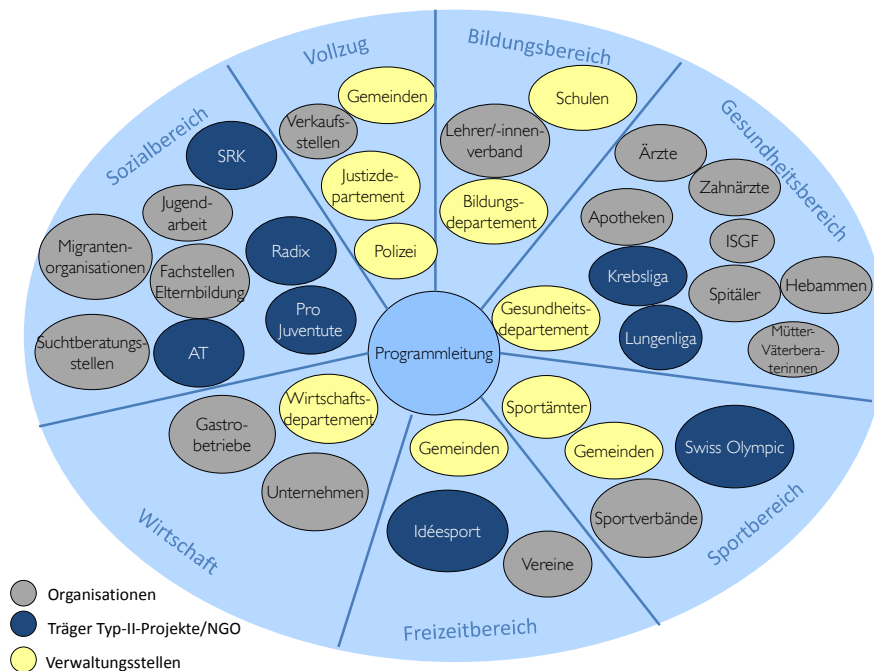 Vollzug
Gemeinden
Verkaufs-
stellen
Justizde-
partement
Polizei
Bildungsbereich
Schulen
Lehrer/-innen-
verband
Bildungs-
departement
Gesundheitsbereich
Ärzte
Zahnärzte
Apotheken
ISGF
Krebsliga
Spitäler
Hebammen
Gesundheits-
departement
Lungenliga
Mütter-
Väterbera-
terinnen
Sozialbereich
SRK
Jugend-
arbeit
Migranten-
organisationen
Radix
Fachstellen
Elternbildung
Pro
Juventute
Suchtberatungs-
stellen
AT
Programmleitung
Wirtschaft
Wirtschafts-
departement
Gastro-
betriebe
Unternehmen
Freizeitbereich
Gemeinden
Idéesport
Vereine
Sportbereich
Sportämter
Gemeinden
Swiss Olympic
Sportverbände
Organisationen
Träger Typ-II-Projekte/NGO
Verwaltungsstellen